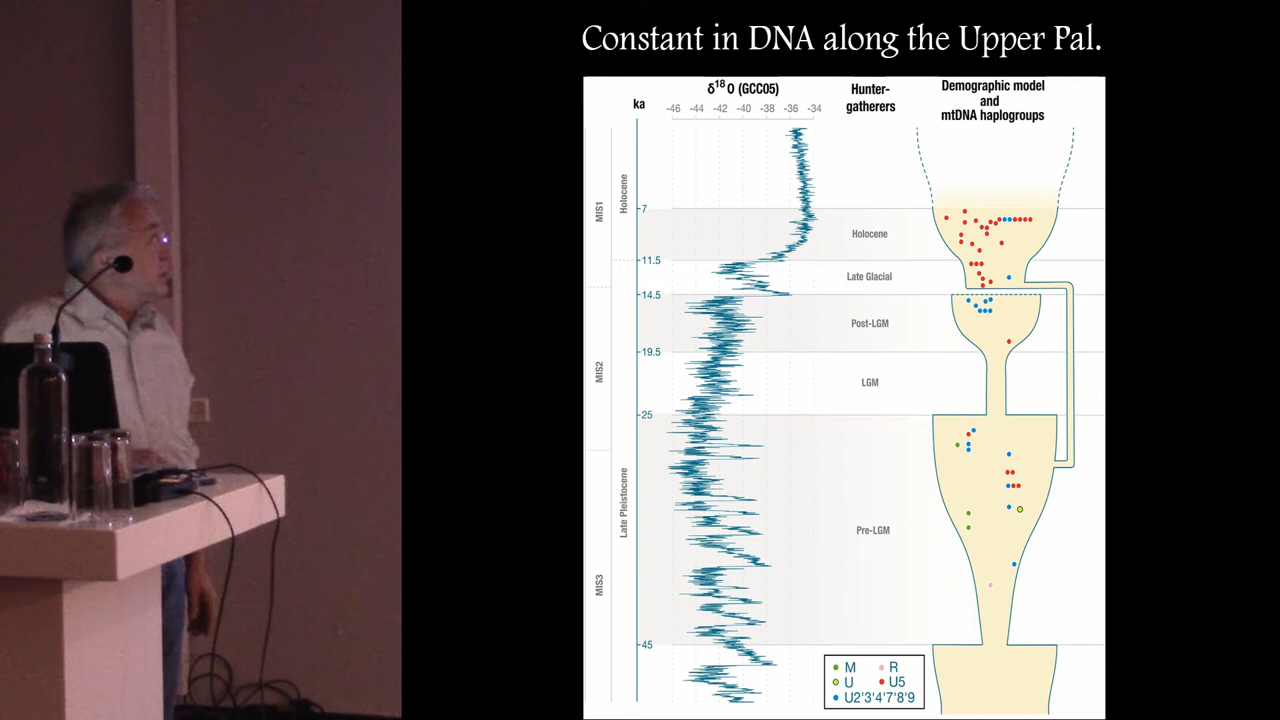 Constant in DNA along the Upper Pal.
δ18 O (GCC05)
Hunter-
gatherers
Demographic model
and
mtDNA haplogroups
ka
-46 -44 -42 -40 -38 -36 -34
MIS1
Holocene
7
Holocene
11.5
Late Glacial
14.5
Post-LGM
19.5
MIS2
LGM
25
Late Pleistocene
Pre-LGM
MIS3
45
M
R
U
U5
U2'3'4'7'8'9